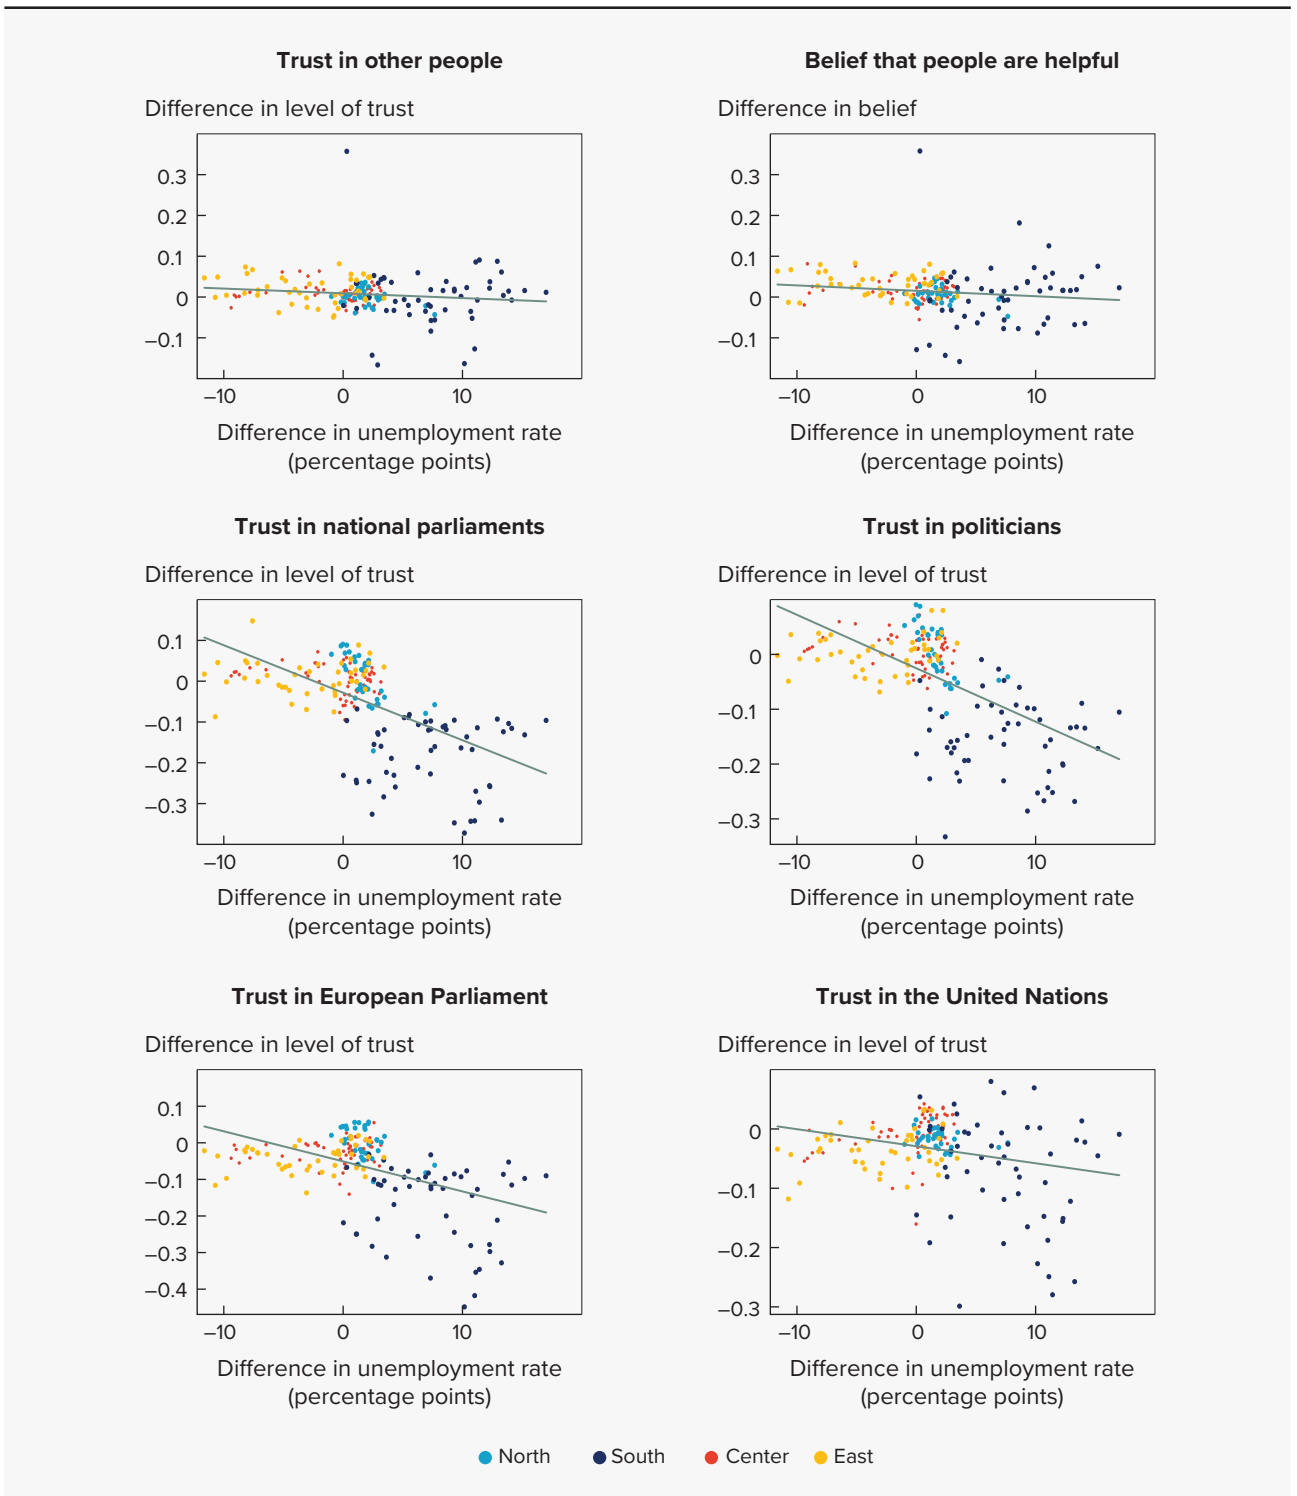 Trust in other people
Belief that people are helpful
Difference in level of trust
Difference in belief
0.3
0.2
0.1
0
–0.1
–10 0 10
0.3
0.2
0.1
0
–0.1
–10 0 10
Difference in unemployment rate
(percentage points)
Difference in unemployment rate
(percentage points)
Trust in national parliaments
Trust in politicians
Difference in level of trust
Difference in level of trust
0.1
0
–0.1
–0.2
–0.3
–10 0 10
0
–0.1
–0.2
–0.3
–10 0 10
Difference in unemployment rate
(percentage points)
Difference in unemployment rate
(percentage points)
Trust in European Parliament
Trust in the United Nations
Difference in level of trust
Difference in level of trust
0.1
0
–0.1
–0.2
–0.3
–0.4
–10 0 10
0
–0.1
–0.2
–0.3
–10 0 10
Difference in unemployment rate
(percentage points)
Difference in unemployment rate
(percentage points)
North South Center East